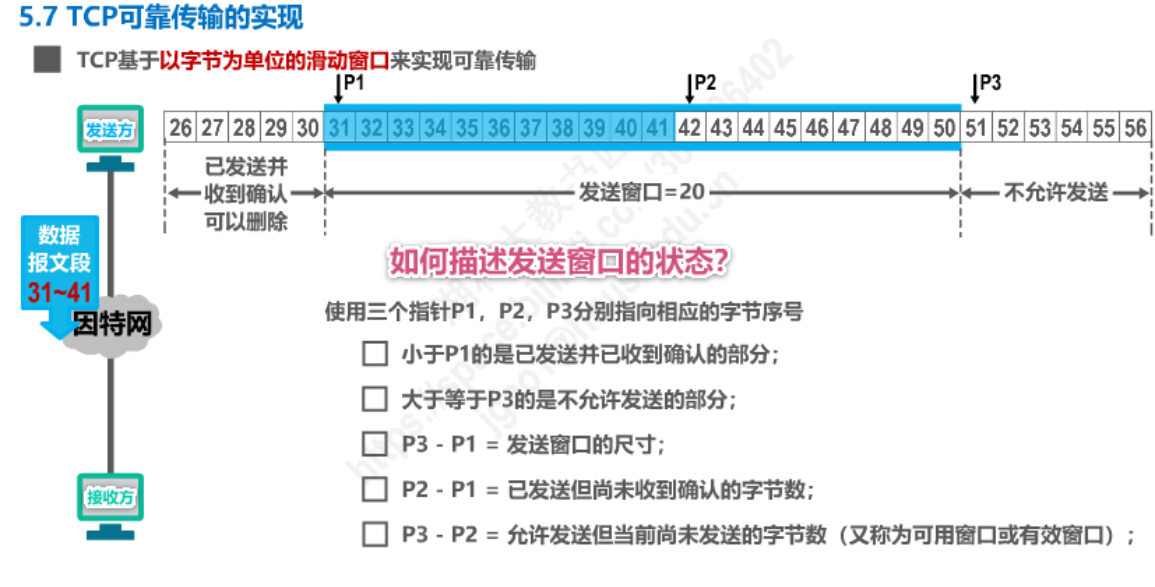 5.7 TCP可靠传输的实现
TCP基于以字节为单位的滑动窗口来实现可靠传输
P1 P2 P3
发送方
26 27 28 29 30 31 32 33 34 35 36 37 38 39 40 41 42 43 44 45 46 47 48 49 50 51 52 53 54 55 56
已发送并
收到确认
可以删除
发送窗口=20
不允许发送
数据
报文段
31~41
因特网
接收方
如何描述发送窗口的状态?
使用三个指针P1，P2，P3分别指向相应的字节序号
小于P1的是已发送并已收到确认的部分；
大于等于P3的是不允许发送的部分；
P3 - P1 = 发送窗口的尺寸；
P2 - P1 = 已发送但尚未收到确认的字节数；
P3 - P2 = 允许发送但当前尚未发送的字节数（又称为可用窗口或有效窗口）；